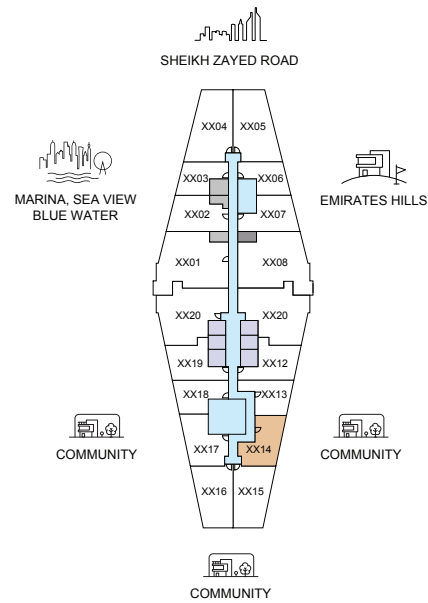 SHEIKH ZAYED ROAD
XX04 XX05
XX03 XX06
MARINA, SEA VIEW
BLUE WATER
EMIRATES HILLS
XX02 XX07
XX01 XX08
XX20 XX20
XX19 XX12
XX18 XX13
COMMUNITY
XX17 XX14
COMMUNITY
XX16 XX15
COMMUNITY